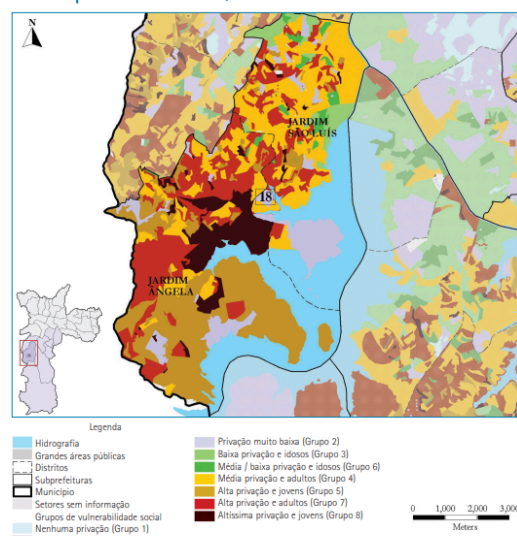 N
JARDIM
SÃO LUÍS
18
JARDIM
ÂNGELA
Legenda
Hidrografia
Grandes áreas públicas
Distritos
Subprefeituras
Município
Setores sem informação
Grupos de vulnerabilidade social
Nenhuma privação (Grupo 1)
Privação muito baixa (Grupo 2)
Baixa privação e idosos (Grupo 3)
Média / baixa privação e idosos (Grupo 6)
Média privação e adultos (Grupo 4)
Alta privação e jovens (Grupo 5)
Alta privação e adultos (Grupo 7)
Altíssima privação e jovens (Grupo 8)
0 1,000 2,000 3,000
Meters